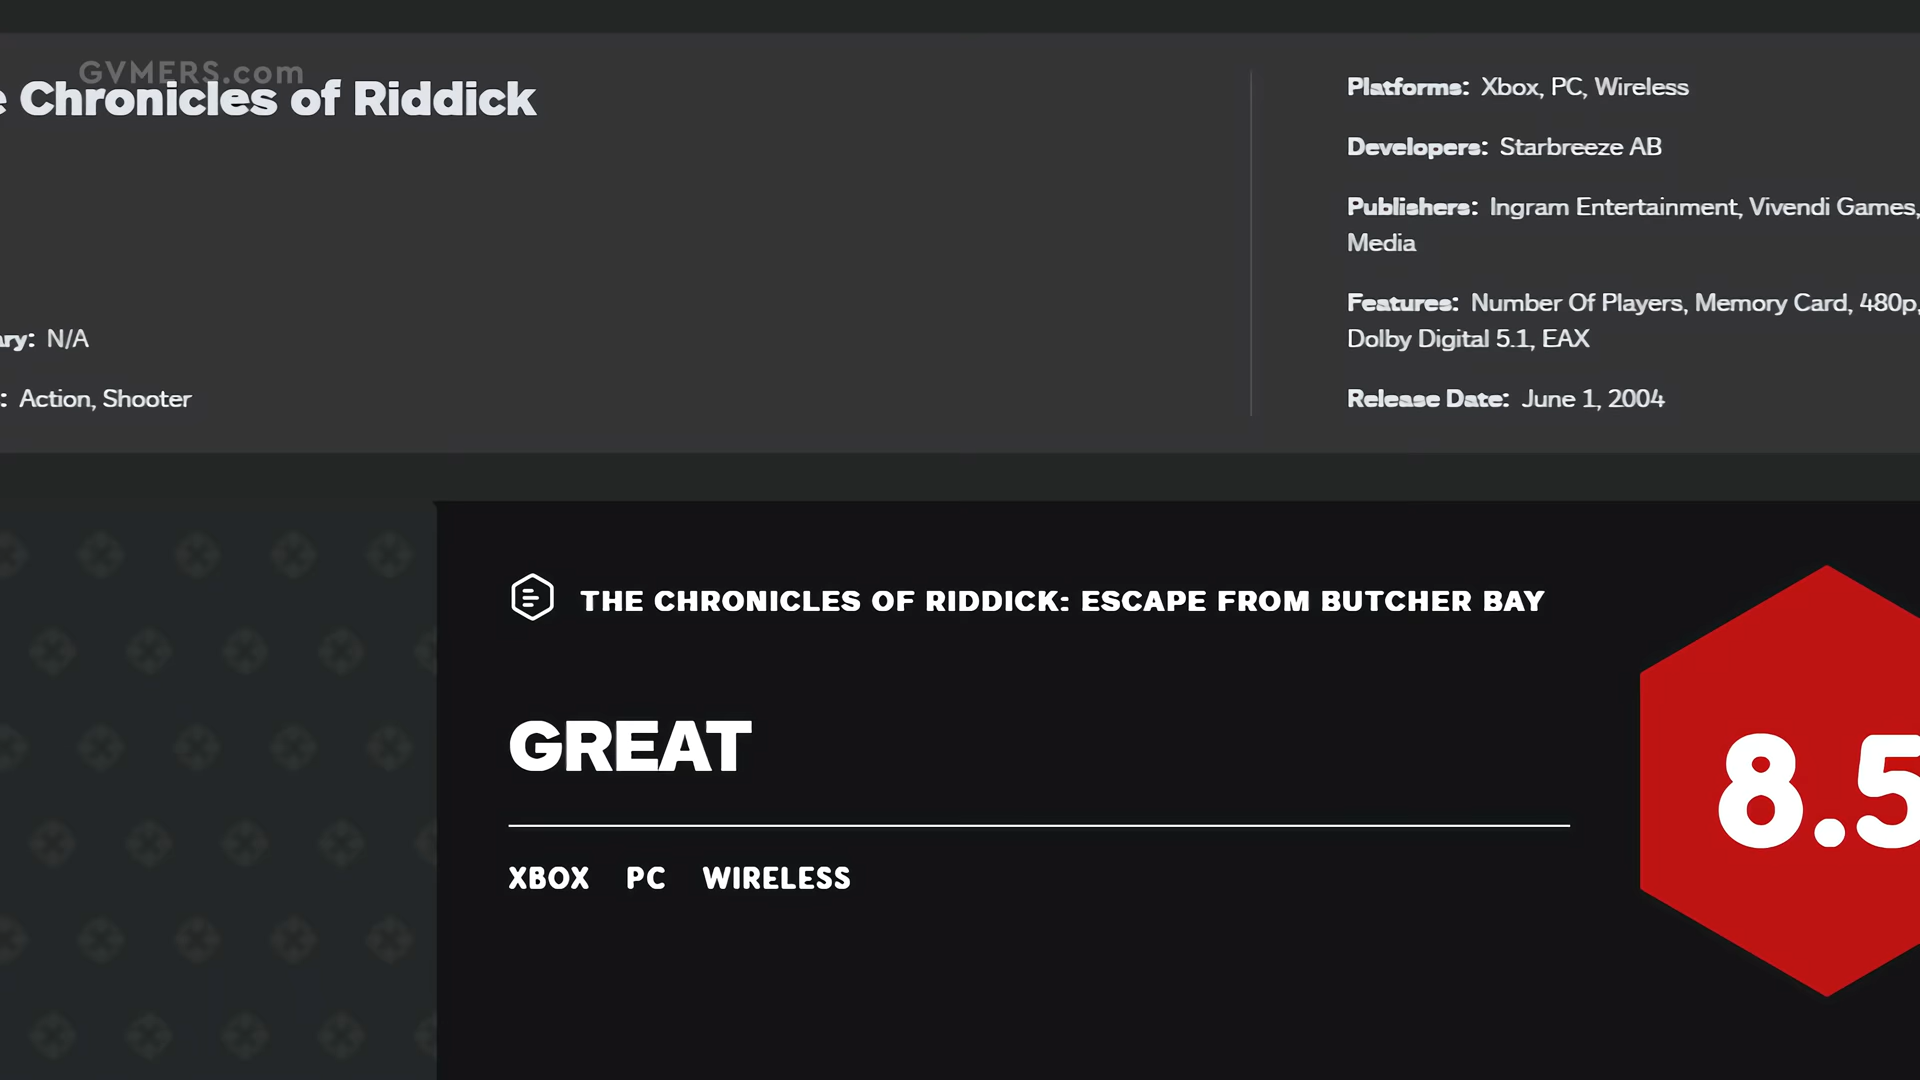 GVMERS.com
e Chronicles of Riddick
ry: N/A
: Action, Shooter
Platforms: Xbox, PC, Wireless
Developers: Starbreeze AB
Publishers: Ingram Entertainment, Vivendi Games,
Media
Features: Number Of Players, Memory Card, 480p,
Dolby Digital 5.1, EAX
Release Date: June 1, 2004
THE CHRONICLES OF RIDDICK: ESCAPE FROM BUTCHER BAY
GREAT
XBOX PC WIRELESS
8.5